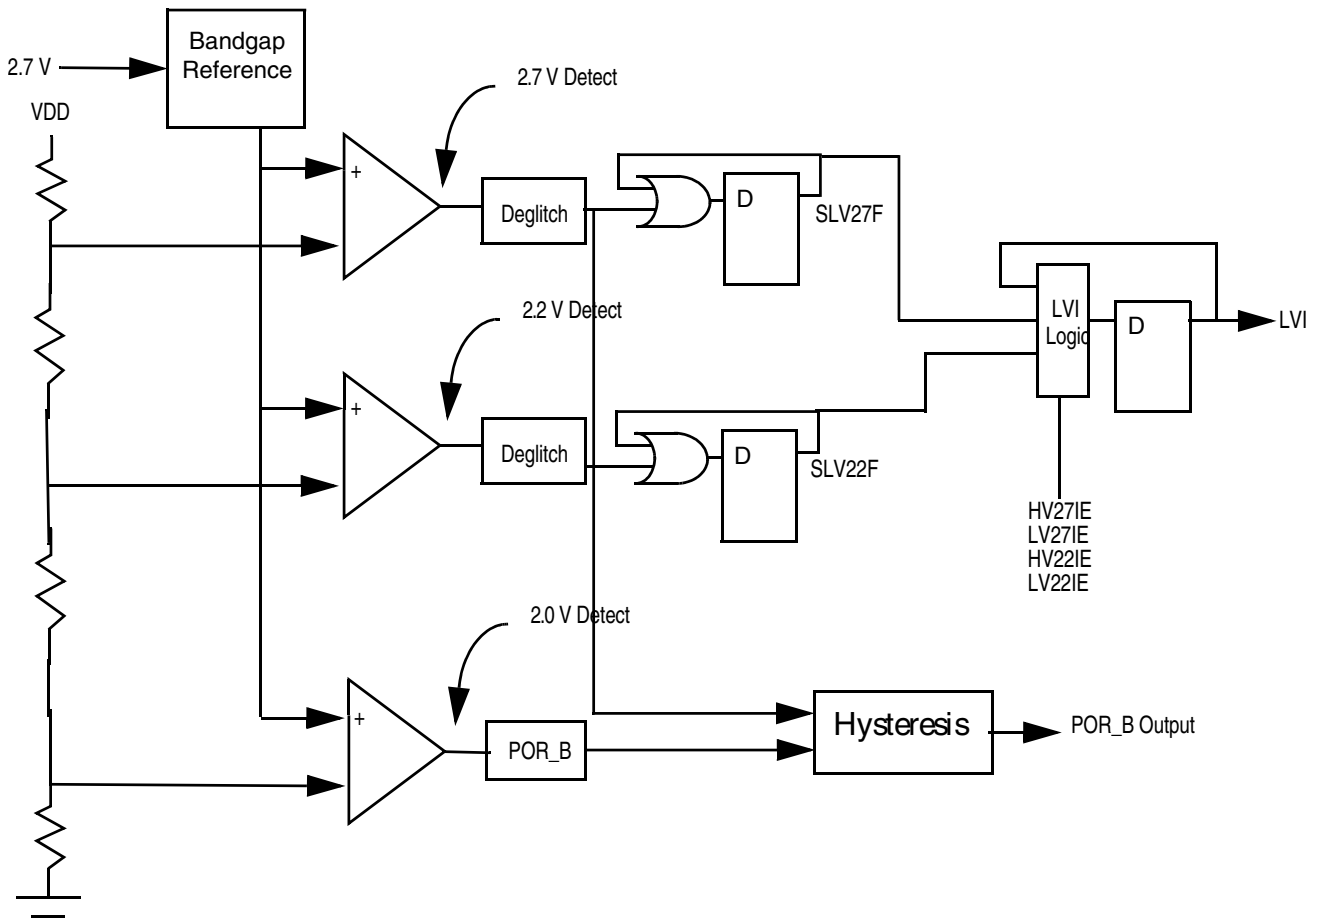 Bandgap
Reference
2.7 V
VDD
2.7 V Detect
+
Deglitch
D
SLV27F
2.2 V Detect
LVI
Logic
D
LVI
+
Deglitch
D
SLV22F
HV27IE
LV27IE
HV22IE
LV22IE
2.0 V Detect
+
POR_B
Hysteresis
POR_B Output